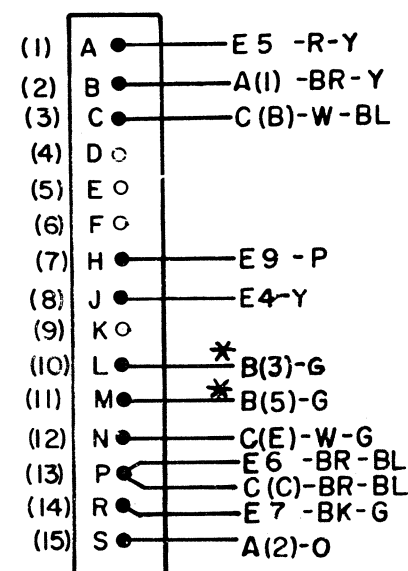 (1) A E5 -R-Y
(2) B A(1) -BR-Y
(3) C C(B)-W-BL
(4) D
(5) E
(6) F
(7) H E9 -P
(8) J E4-Y
(9) K
(10) L * B(3)-G
(11) M * B(5)-G
(12) N C(E)-W-G
E6 -BR-BL
(13) P
C(C)-BR-BL
(14) R E7 -BK-G
(15) S A(2)-O